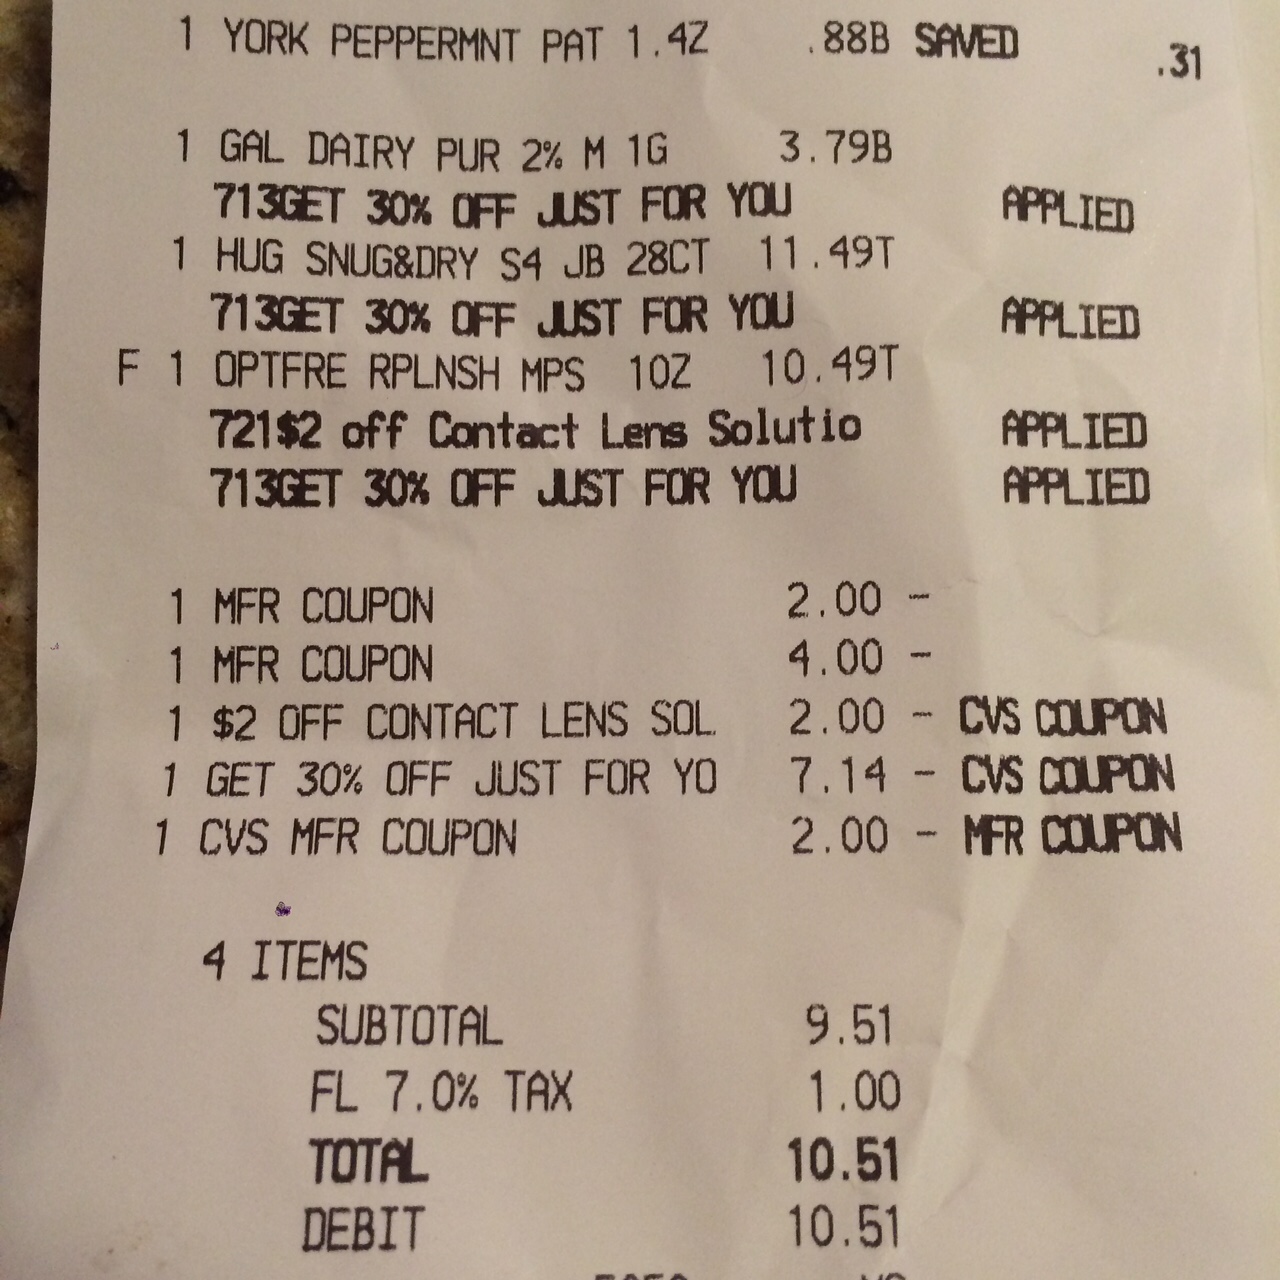 1 YORK PEPPERMNT PAT 1.4Z .88B SAVED .31
1 GAL DAIRY PUR 2% M 1G 3.79B
713GET 30% OFF JUST FOR YOU APPLIED
1 HUG SNUG&DRY S4 JB 28CT 11.49T
713GET 30% OFF JUST FOR YOU APPLIED
F 1 OPTFRE RPLNSH MPS 10Z 10.49T
721$2 off Contact Lens Solutio APPLIED
713GET 30% OFF JUST FOR YOU APPLIED
1 MFR COUPON 2.00 -
1 MFR COUPON 4.00 -
1 $2 OFF CONTACT LENS SOL 2.00 - CVS COUPON
1 GET 30% OFF JUST FOR YO 7.14 - CVS COUPON
1 CVS MFR COUPON 2.00 - MFR COUPON
4 ITEMS
SUBTOTAL 9.51
FL 7.0% TAX 1.00
TOTAL 10.51
DEBIT 10.51